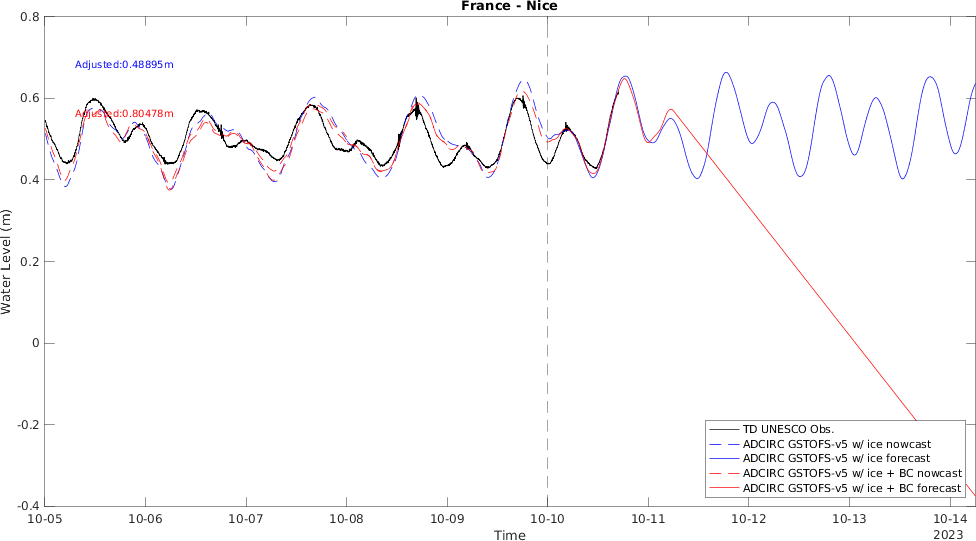 France - Nice
0.8
0.6
0.4
0.2
0
-0.2
-0.4
Water Level (m)
Adjusted:0.48895m
Adjusted:0.80478m
TD UNESCO Obs.
ADCIRC GSTOFS-v5 w/ ice nowcast
ADCIRC GSTOFS-v5 w/ ice forecast
ADCIRC GSTOFS-v5 w/ ice + BC nowcast
ADCIRC GSTOFS-v5 w/ ice + BC forecast
10-05 10-06 10-07 10-08 10-09 10-10 10-11 10-12 10-13 10-14
Time
2023